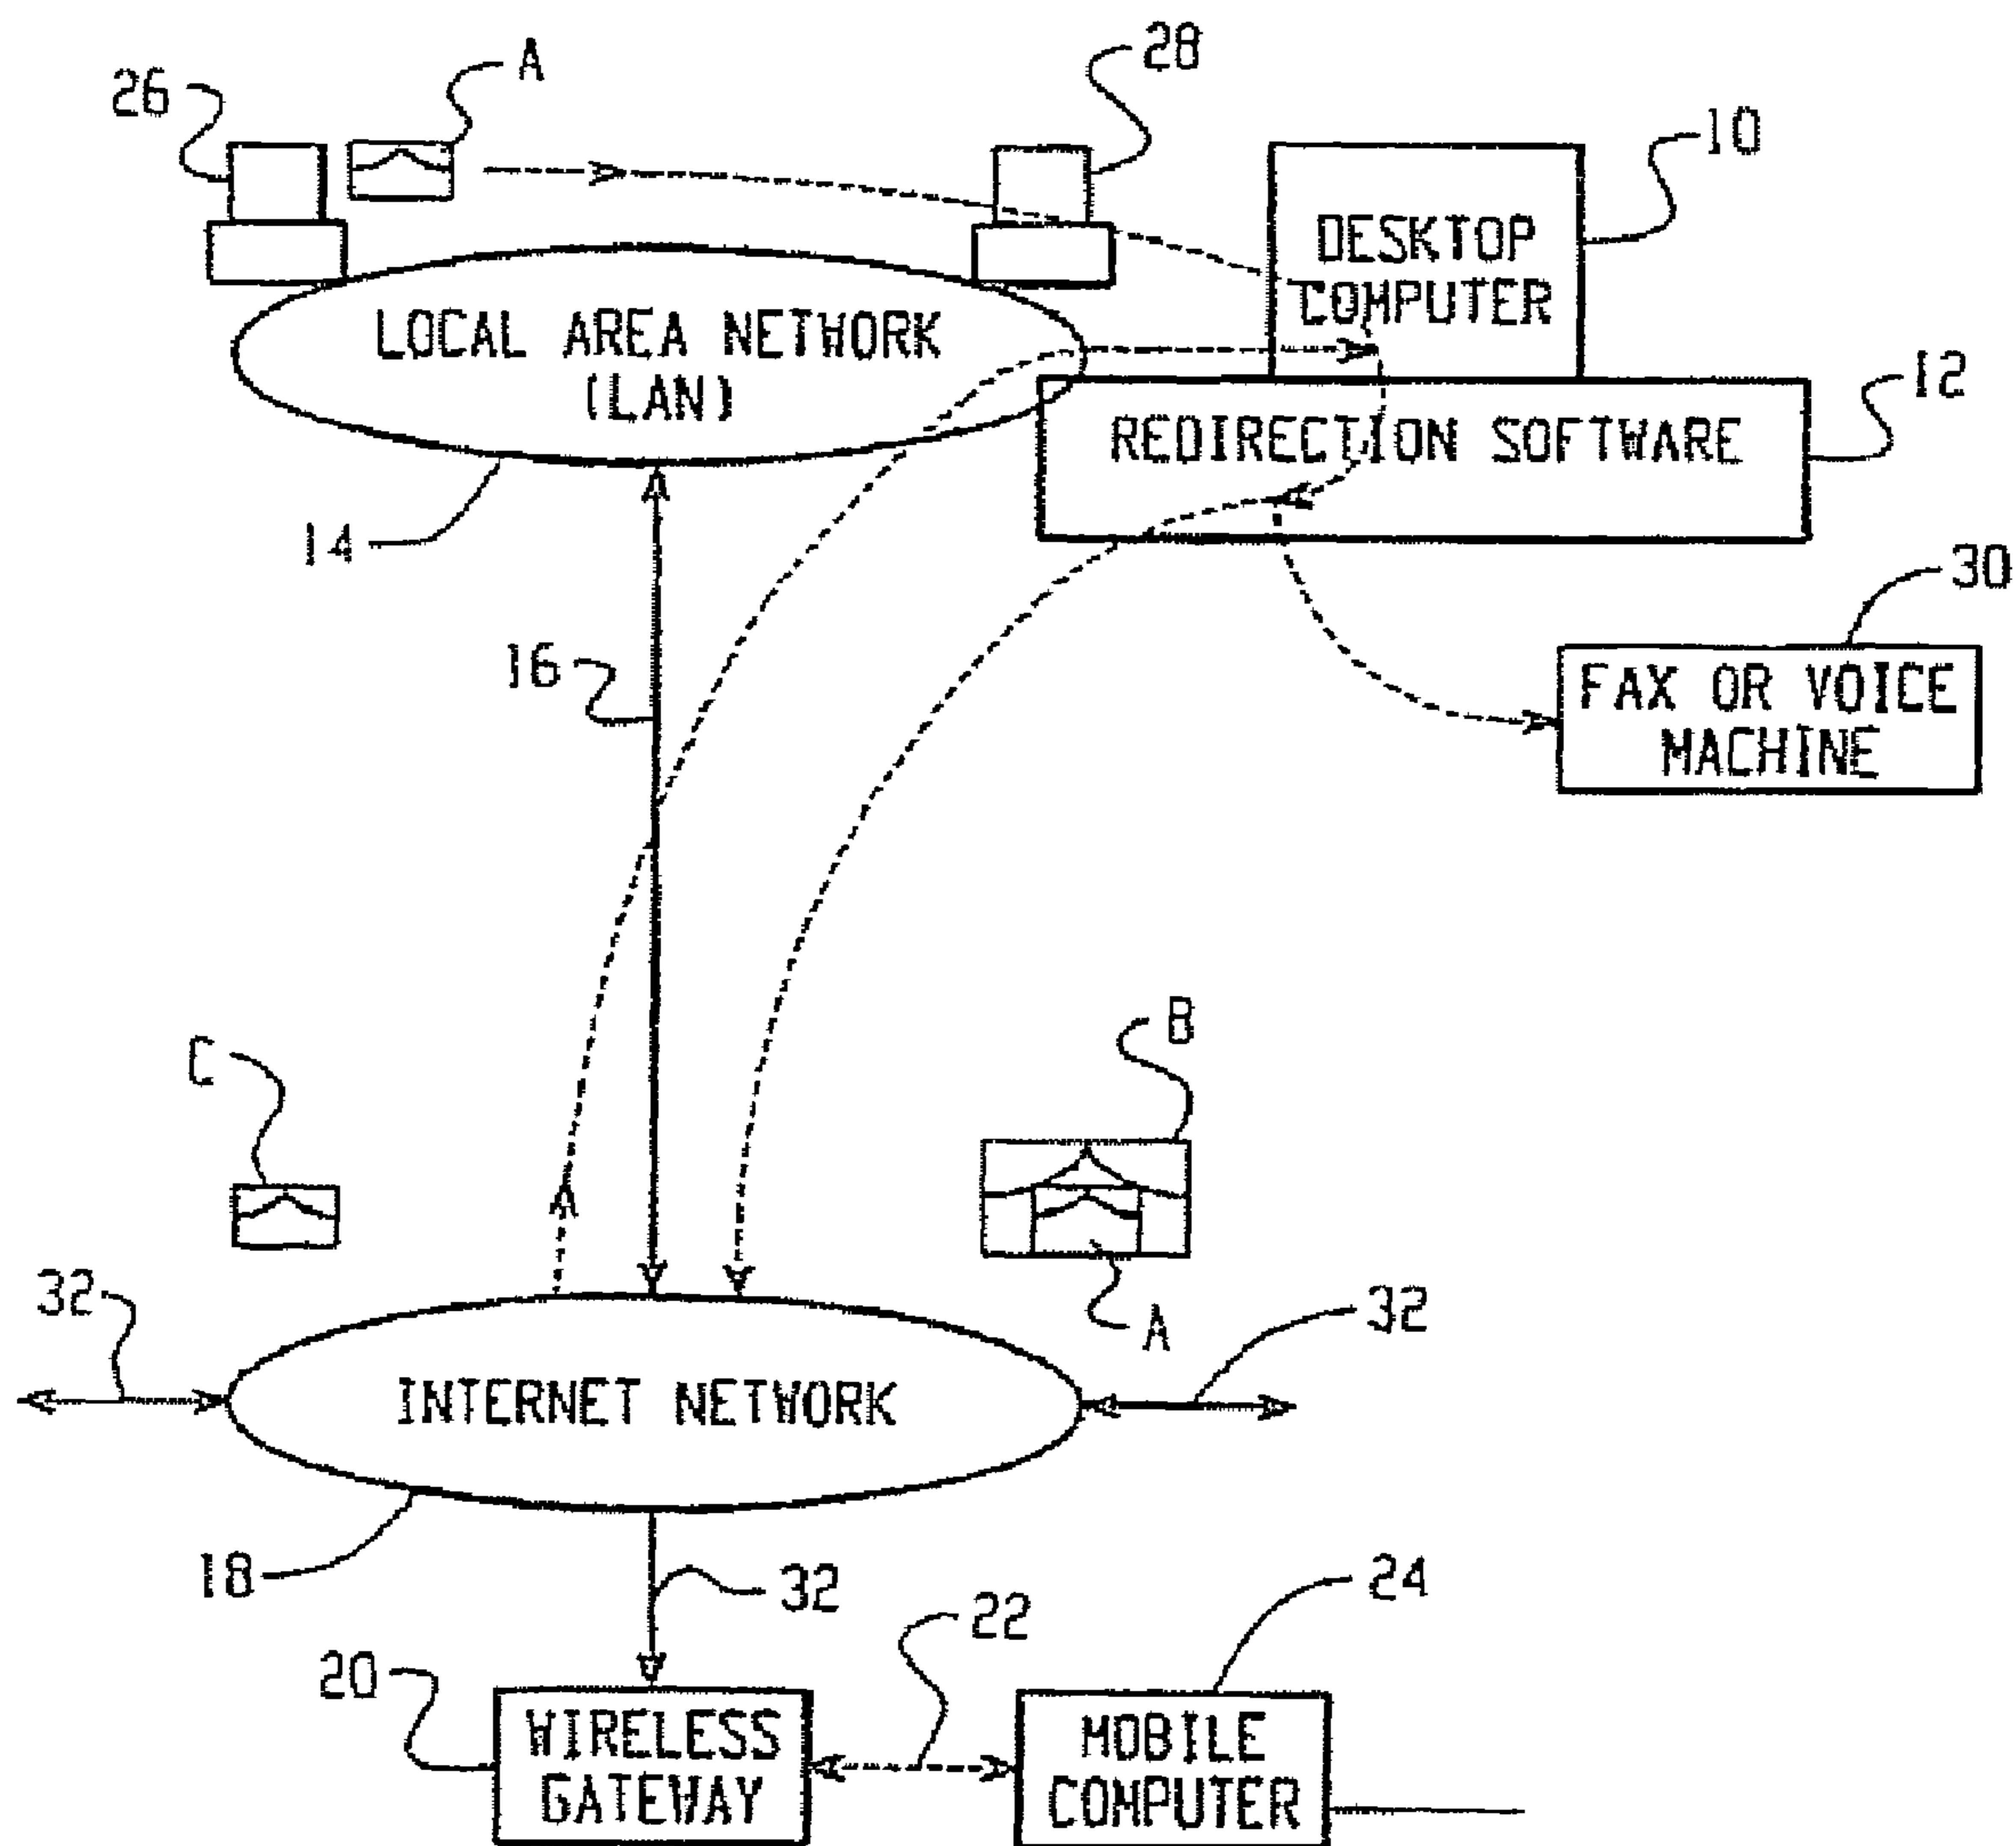 A
28
26
10
DESKTOP
COMPUTER
LOCAL AREA NETWORK
(LAN)
12
REDIRECTION SOFTWARE
14
30
16
FAX OR VOICE
MACHINE
B
C
A
32
32
INTERNET NETWORK
18
32
24
22
20
WIRELESS
GATEWAY
MOBILE
COMPUTER